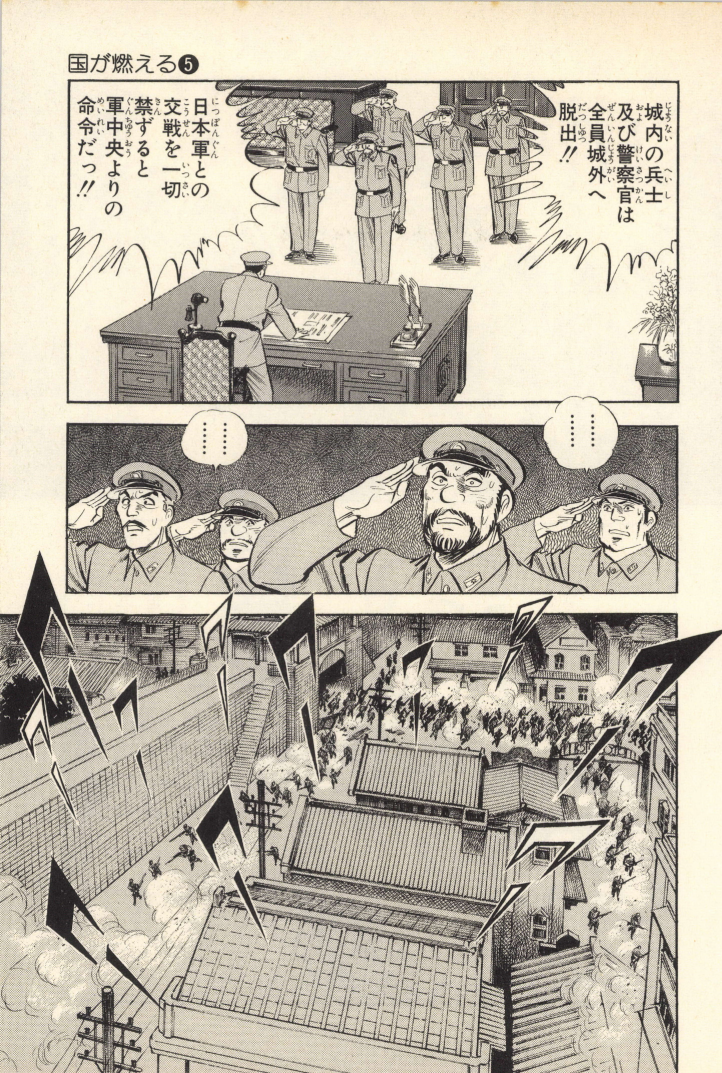 国が燃える❺
城内の兵士
及び警察官は
全員城外へ
脱出!!
日本軍との
交戦を一切
禁ずると
軍中央よりの
命令だっ!!
‥‥‥
‥‥‥